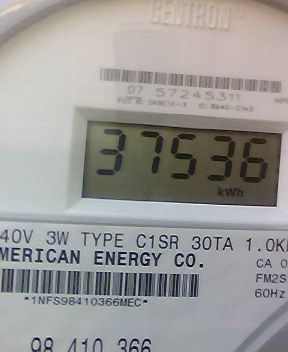 CENTRON®
07 57245311
37536
kWh
40V 3W TYPE C1SR 30TA 1.0K
MERICAN ENERGY CO.
CA 0
FM2S
60Hz
*1NFS98410366MEC*
98 410 366